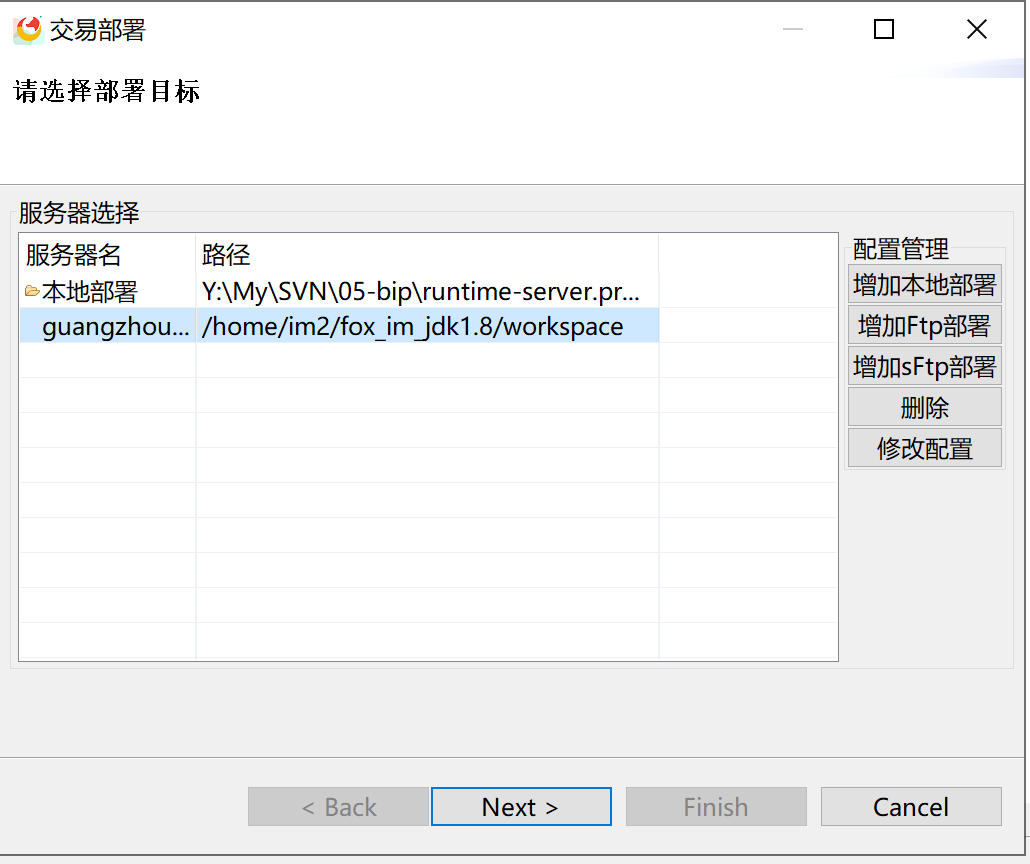 交易部署
请选择部署目标
服务器选择
服务器名 路径
本地部署 Y:\My\SVN\05-bip\runtime-server.pr...
guangzhou... /home/im2/fox_im_jdk1.8/workspace
配置管理
增加本地部署
增加Ftp部署
增加sFtp部署
删除
修改配置
< Back Next > Finish Cancel